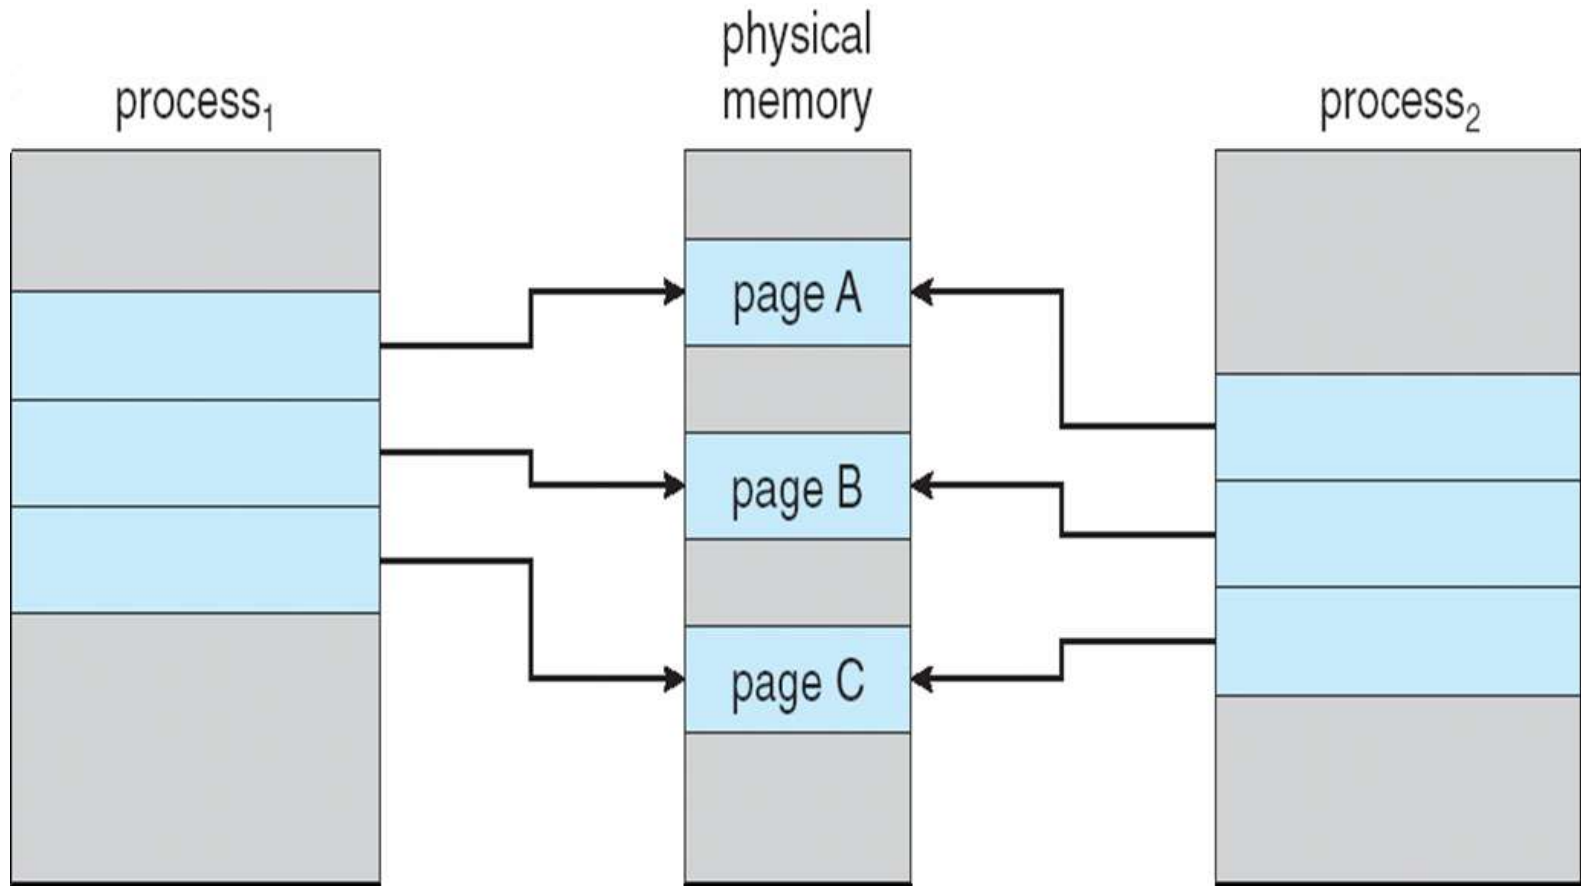 process₁
physical
memory
process₂
page A
page B
page C